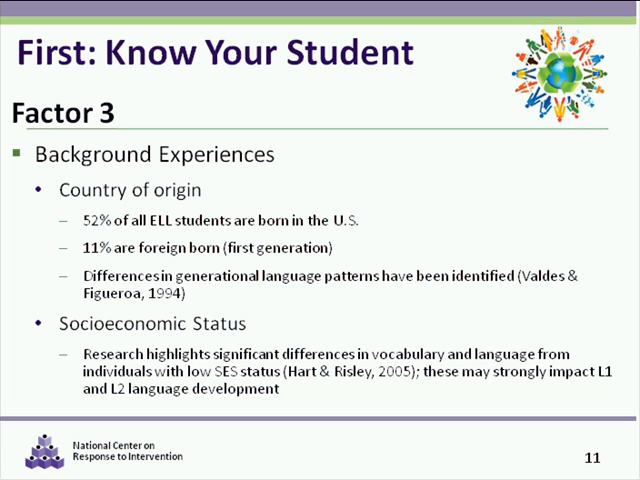 First: Know Your Student
Factor 3
Background Experiences
Country of origin
– 52% of all ELL students are born in the U.S.
– 11% are foreign born (first generation)
– Differences in generational language patterns have been identified (Valdes &
Figueroa, 1994)
Socioeconomic Status
– Research highlights significant differences in vocabulary and language from
individuals with low SES status (Hart & Risley, 2005); these may strongly impact L1
and L2 language development
National Center on
Response to Intervention
11